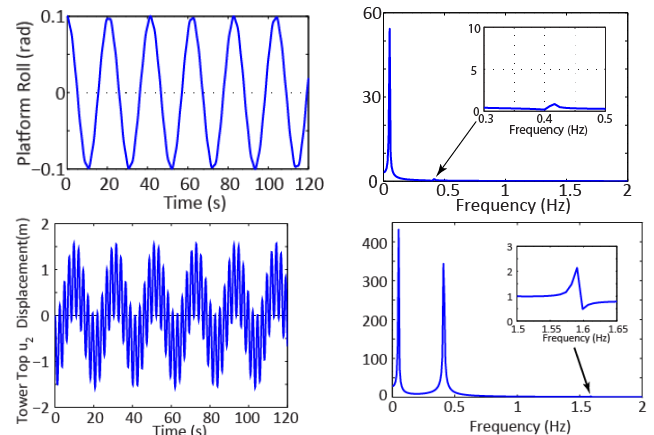 Platform Roll (rad)
0.1
0
−0.1
0 20 40 60 80 100 120
Time (s)
60
30
0
0 0.5 1 1.5 2
Frequency (Hz)
10
5
0
0.3 0.4 0.5
Frequency (Hz)
Tower Top u2 Displacement(m)
2
1
0
-1
−2
0 20 40 60 80 100 120
Time (s)
400
300
200
100
0
0 0.5 1 1.5 2
Frequency (Hz)
3
2
1
0
1.5 1.55 1.6 1.65
Frequency (Hz)